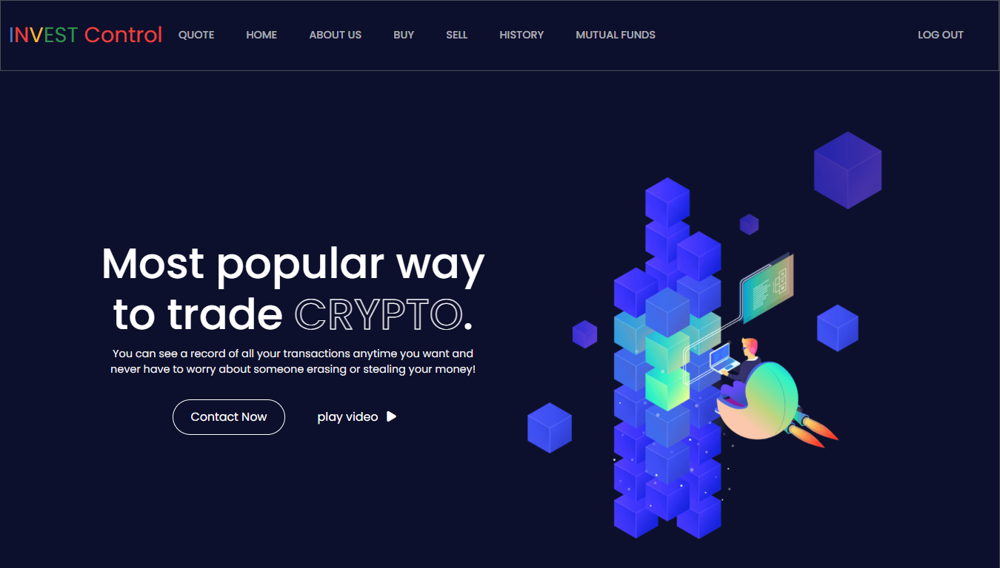 INVEST Control QUOTE HOME ABOUT US BUY SELL HISTORY MUTUAL FUNDS LOG OUT
Most popular way
to trade CRYPTO.
You can see a record of all your transactions anytime you want and
never have to worry about someone erasing or stealing your money!
Contact Now play video